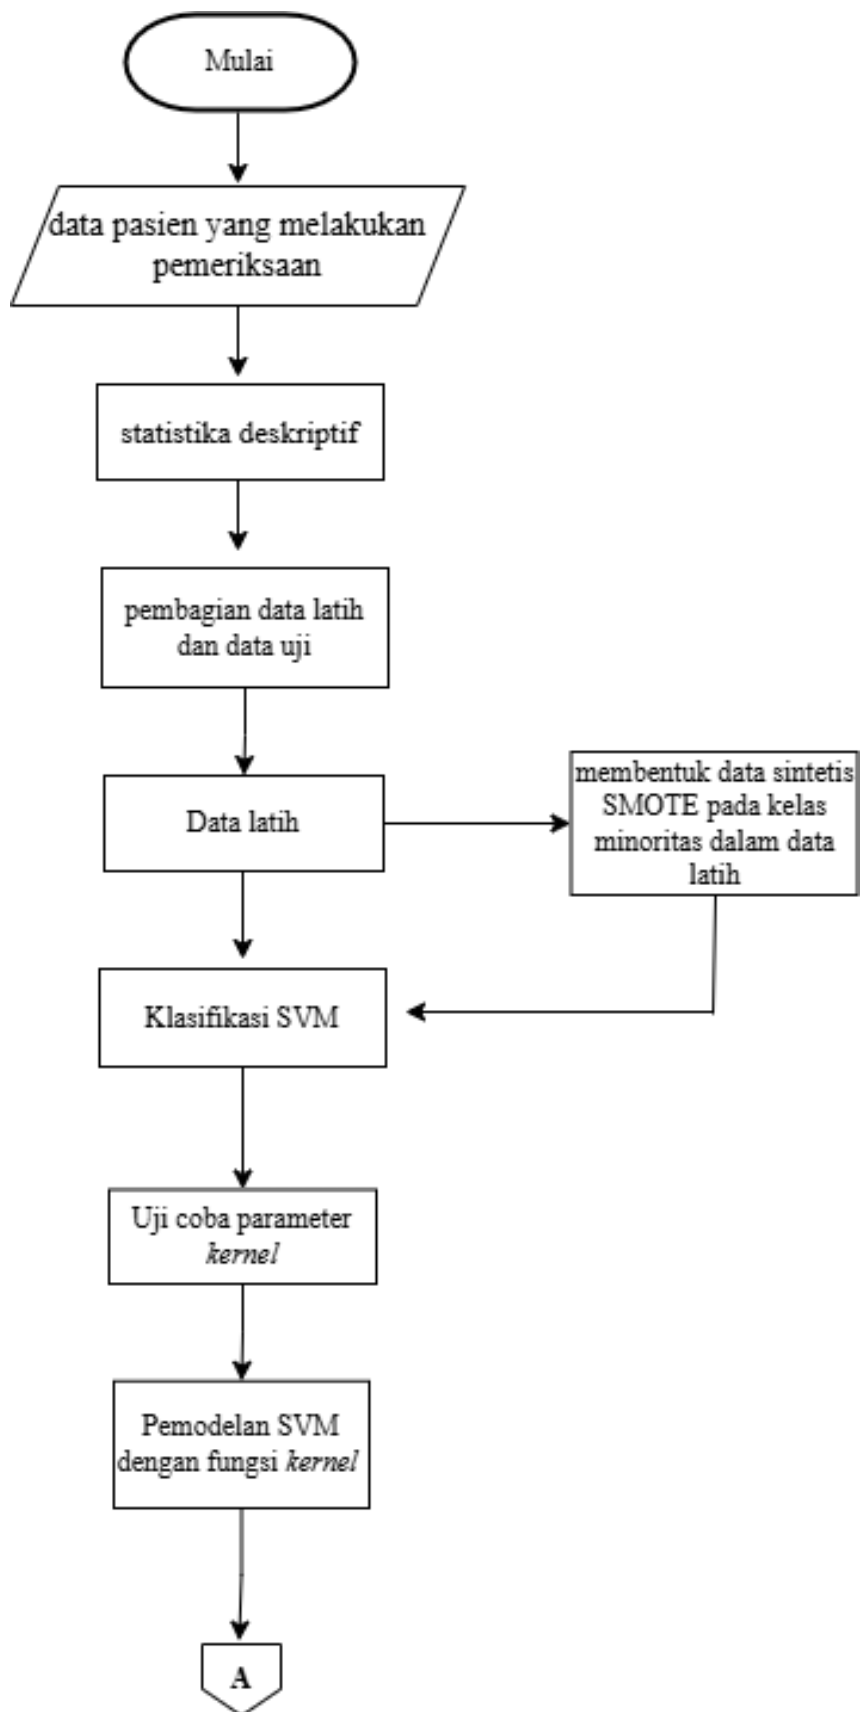 Mulai
data pasien yang melakukan
pemeriksaan
statistika deskriptif
pembagian data latih
dan data uji
Data latih
membentuk data sintetis
SMOTE pada kelas
minoritas dalam data
latih
Klasifikasi SVM
Uji coba parameter
kernel
Pemodelan SVM
dengan fungsi kernel
A